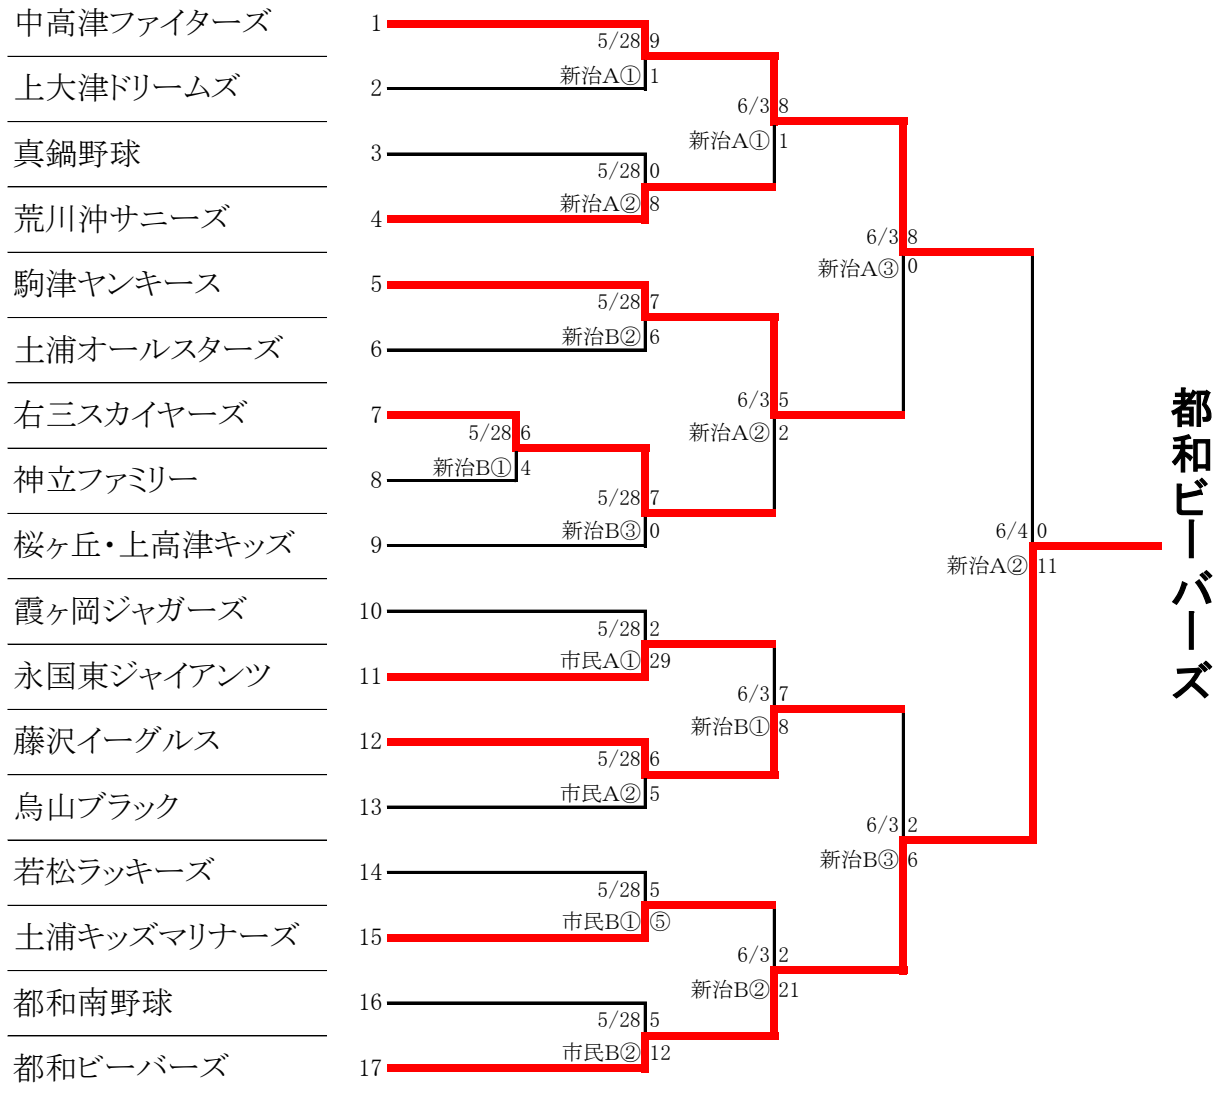 中高津ファイターズ 1
5/28 9
上大津ドリームズ 2
新治A① 1
6/3 8
新治A① 1
真鍋野球 3
5/28 0
荒川沖サニーズ 4
新治A② 8
6/3 8
新治A③ 0
駒津ヤンキース 5
5/28 7
土浦オールスターズ 6
新治B② 6
6/3 5
新治A② 2
右三スカイヤーズ 7
5/28 6
神立ファミリー 8
新治B① 4
5/28 7
新治B③ 0
桜ヶ丘・上高津キッズ 9
6/4 0
新治A② 11
都和ビーバーズ
霞ヶ岡ジャガーズ 10
5/28 2
市民A① 29
永国東ジャイアンツ 11
6/3 7
新治B① 8
藤沢イーグルス 12
5/28 6
市民A② 5
烏山ブラック 13
6/3 2
新治B③ 6
若松ラッキーズ 14
5/28 5
市民B① ⑤
土浦キッズマリナーズ 15
6/3 2
新治B② 21
都和南野球 16
5/28 5
市民B② 12
都和ビーバーズ 17